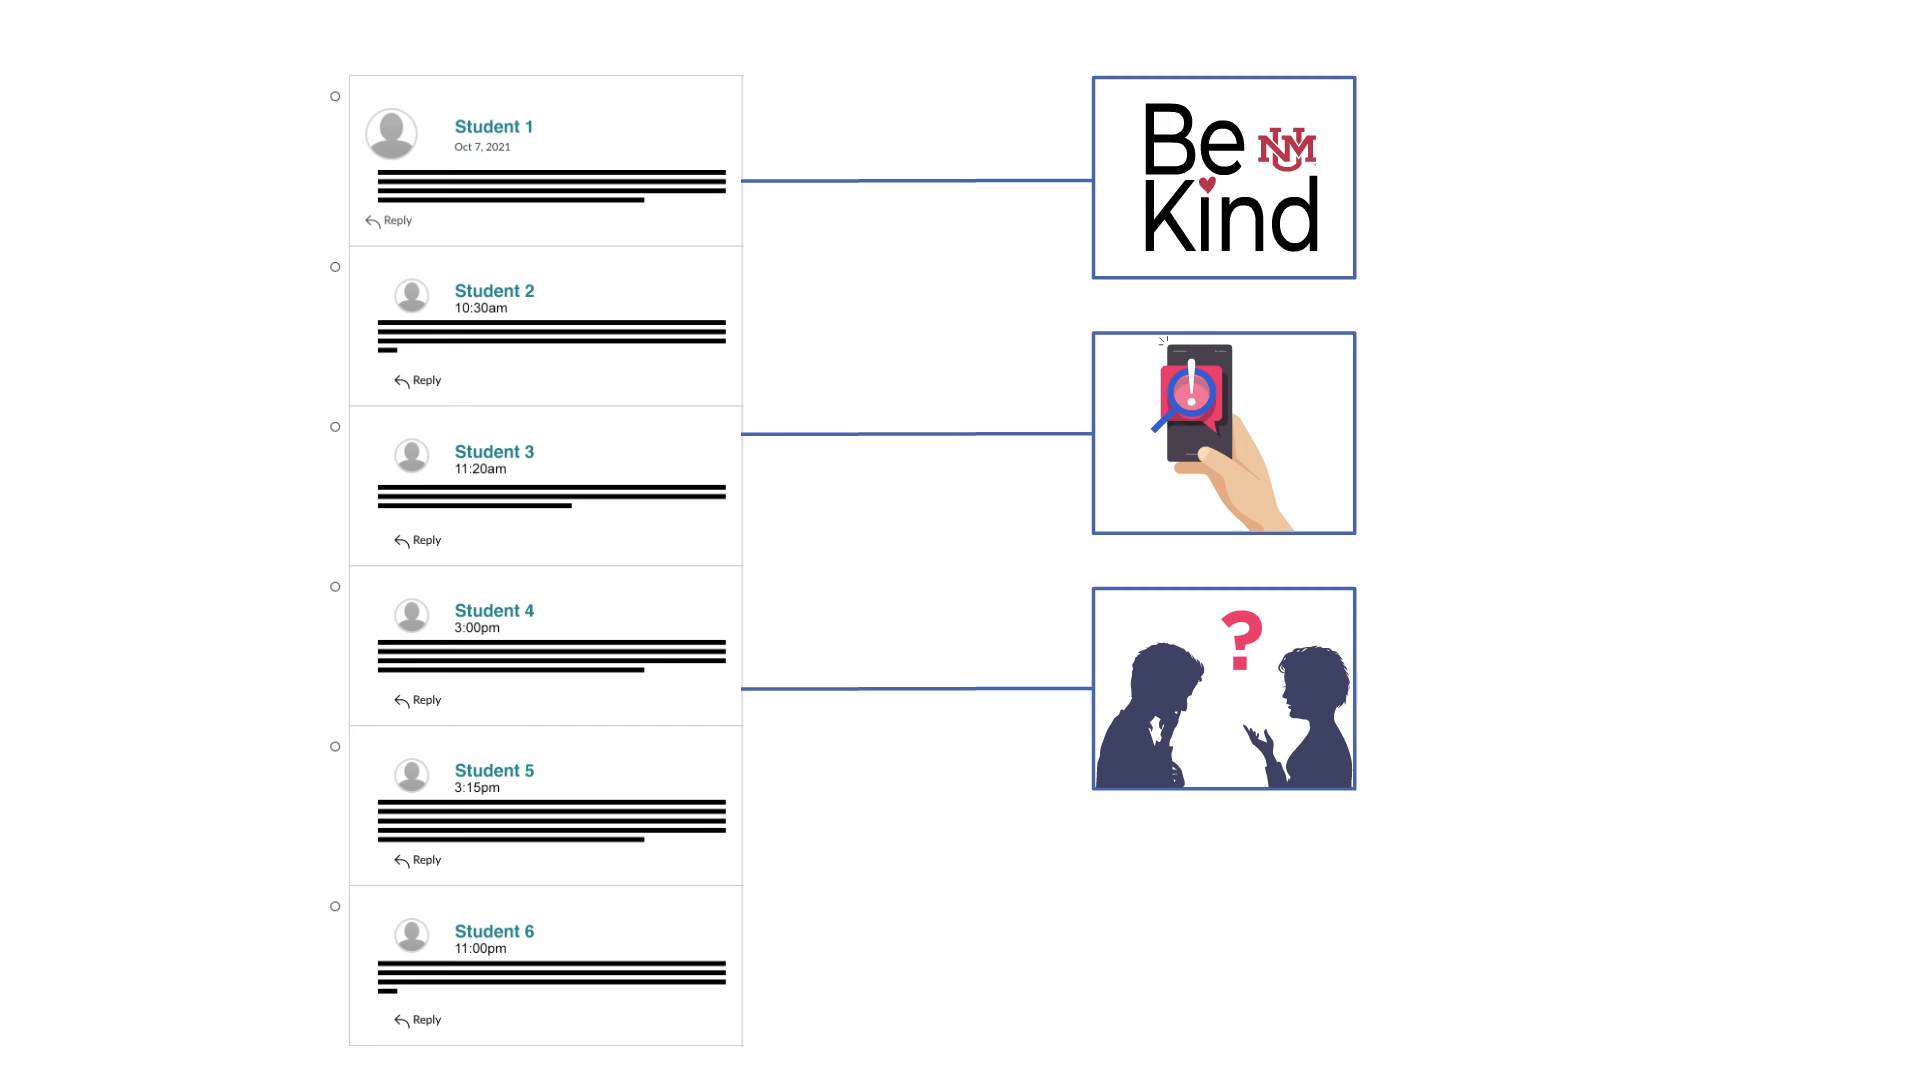 Student 1
Oct 7, 2021
Reply
Student 2
10:30am
Reply
Student 3
11:20am
Reply
Student 4
3:00pm
Reply
Student 5
3:15pm
Reply
Student 6
11:00pm
Reply
Be NM
Kind
!
?